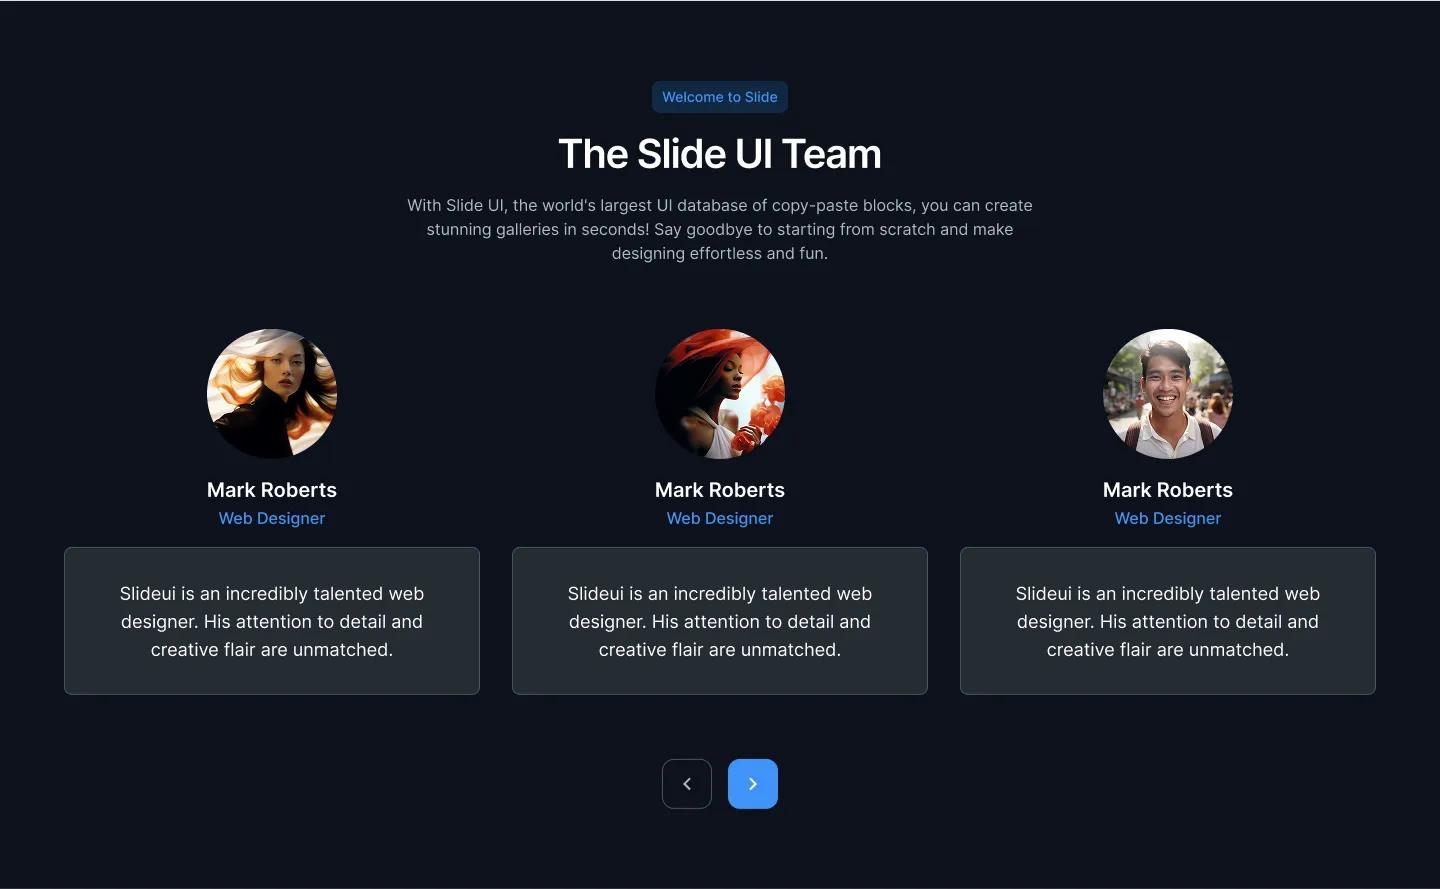 Welcome to Slide
The Slide UI Team
With Slide UI, the world's largest UI database of copy-paste blocks, you can create
stunning galleries in seconds! Say goodbye to starting from scratch and make
designing effortless and fun.
Mark Roberts
Web Designer
Slideui is an incredibly talented web
designer. His attention to detail and
creative flair are unmatched.
Mark Roberts
Web Designer
Slideui is an incredibly talented web
designer. His attention to detail and
creative flair are unmatched.
Mark Roberts
Web Designer
Slideui is an incredibly talented web
designer. His attention to detail and
creative flair are unmatched.